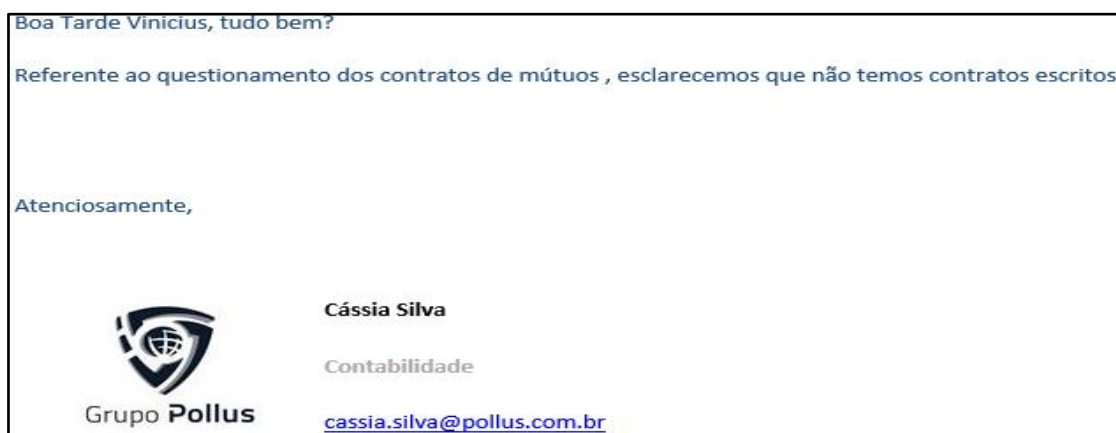 Boa Tarde Vinicius, tudo bem?
Referente ao questionamento dos contratos de mútuos , esclarecemos que não temos contratos escritos
Atenciosamente,
Cássia Silva
Contabilidade
Grupo Pollus
cassia.silva@pollus.com.br